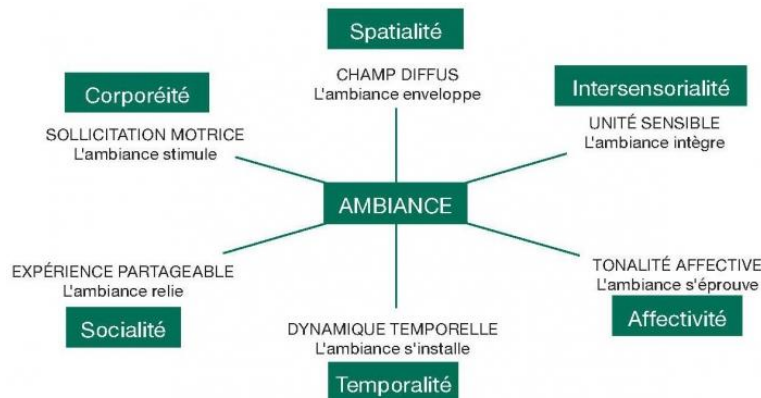 Spatialité
CHAMP DIFFUS
L'ambiance enveloppe
Corporéité
SOLLICITATION MOTRICE
L'ambiance stimule
Intersensorialité
UNITÉ SENSIBLE
L'ambiance intègre
AMBIANCE
EXPÉRIENCE PARTAGEABLE
L'ambiance relie
Socialité
DYNAMIQUE TEMPORELLE
L'ambiance s'installe
Temporalité
TONALITÉ AFFECTIVE
L'ambiance s'éprouve
Affectivité